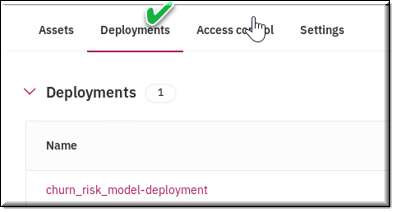 Assets Deployments Access control Settings
Deployments 1
Name
churn_risk_model-deployment